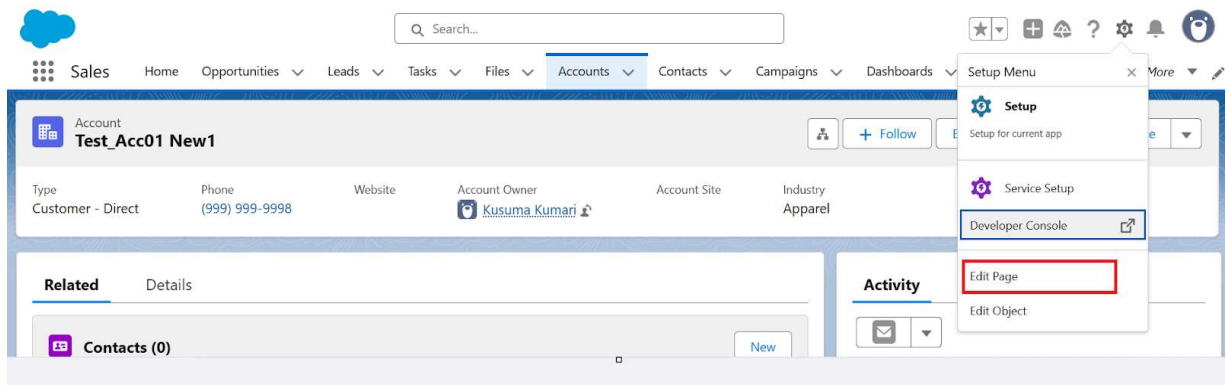 Search...
Sales Home Opportunities Leads Tasks Files Accounts Contacts Campaigns Dashboards More
Setup Menu
Setup
Setup for current app
Service Setup
Developer Console
Edit Page
Edit Object
Account
Test_Acc01 New1
+ Follow
Type Phone Website Account Owner Account Site Industry
Customer - Direct (999) 999-9998 Kusuma Kumari Apparel
Related Details
Activity
Contacts (0) New